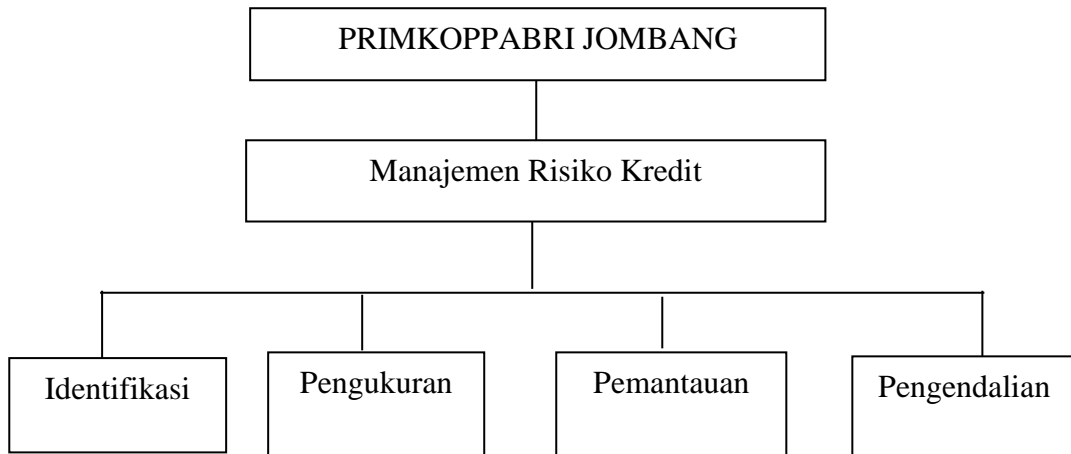 PRIMKOPPABRI JOMBANG
Manajemen Risiko Kredit
Identifikasi
Pengukuran
Pemantauan
Pengendalian